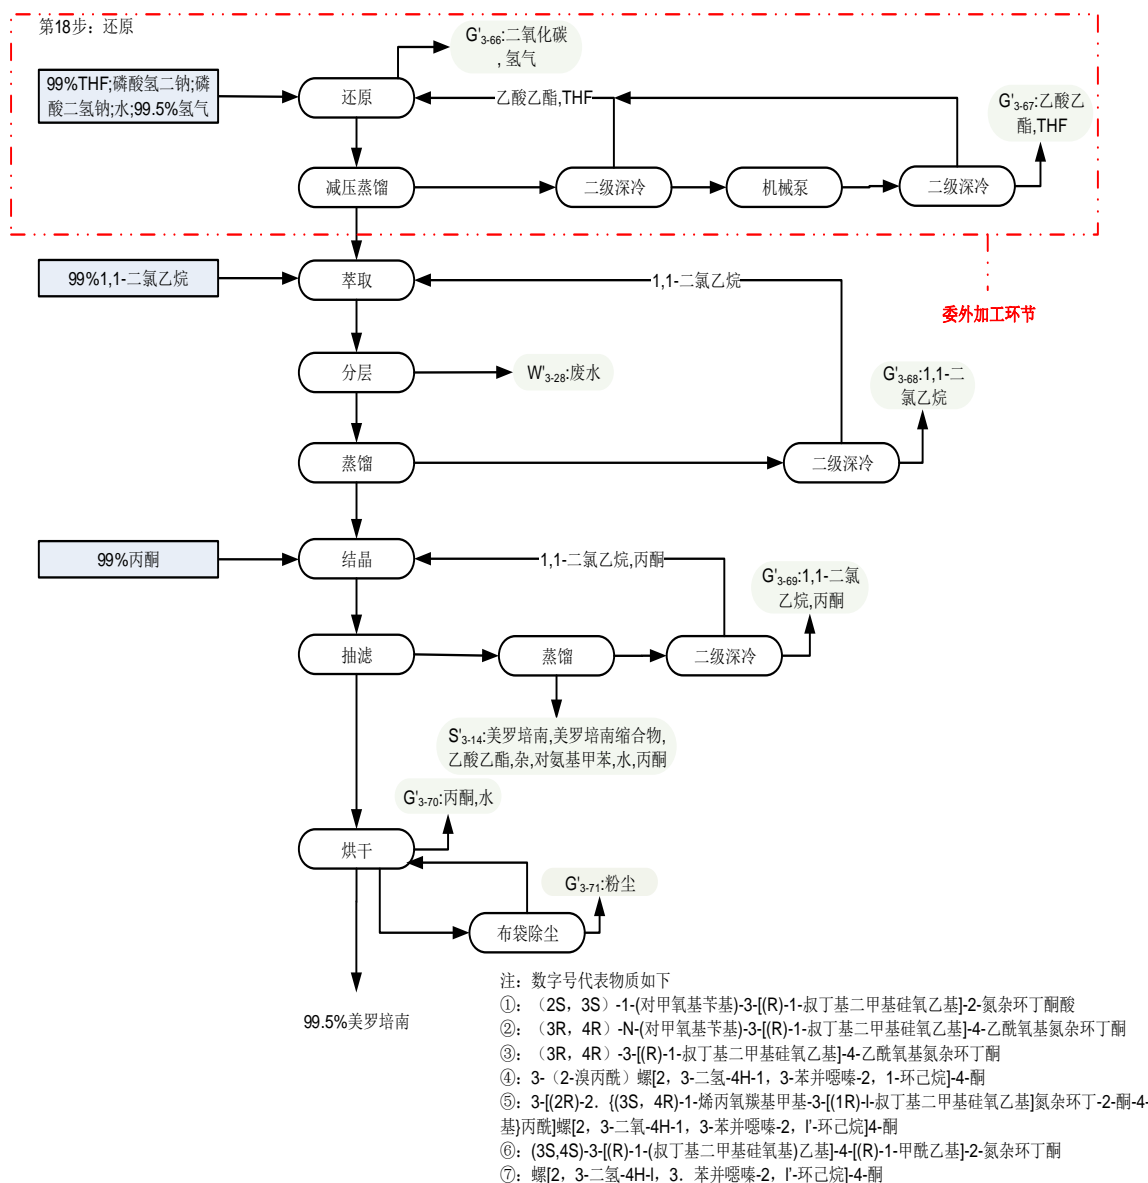 第18步：还原
G'3-66:二氧化碳
,氢气
99%THF;磷酸氢二钠;磷
酸二氢钠;水;99.5%氢气
还原
乙酸乙酯,THF
G'3-67:乙酸乙
酯,THF
减压蒸馏
二级深冷
机械泵
二级深冷
99%1,1-二氯乙烷
萃取
1,1-二氯乙烷
委外加工环节
分层
W'3-28:废水
G'3-68:1,1-二
氯乙烷
蒸馏
二级深冷
99%丙酮
结晶
1,1-二氯乙烷,丙酮
G'3-69:1,1-二氯
乙烷,丙酮
抽滤
蒸馏
二级深冷
S'3-14:美罗培南,美罗培南缩合物,
乙酸乙酯,杂,对氨基甲苯,水,丙酮
G'3-70:丙酮,水
烘干
G'3-71:粉尘
布袋除尘
99.5%美罗培南
注：数字号代表物质如下
①：（2S，3S）-1-(对甲氧基苄基)-3-[(R)-1-叔丁基二甲基硅氧乙基]-2-氮杂环丁酮酸
②：（3R，4R）-N-(对甲氧基苄基)-3-[(R)-1-叔丁基二甲基硅氧乙基]-4-乙酰氧基氮杂环丁酮
③：（3R，4R）-3-[(R)-1-叔丁基二甲基硅氧乙基]-4-乙酰氧基氮杂环丁酮
④：3-（2-溴丙酰）螺[2，3-二氢-4H-1，3-苯并噁嗪-2，1-环己烷]-4-酮
⑤：3-[(2R)-2．{(3S，4R)-1-烯丙氧羰基甲基-3-[(1R)-l-叔丁基二甲基硅氧乙基]氮杂环丁-2-酮-4-
基}丙酰]螺[2，3-二氧-4H-1，3-苯并噁嗪-2，l'-环己烷]4-酮
⑥：(3S,4S)-3-[(R)-1-(叔丁基二甲基硅氧基)乙基]-4-[(R)-1-甲酰乙基]-2-氮杂环丁酮
⑦：螺[2，3-二氢-4H-l，3．苯并噁嗪-2，l'-环己烷]-4-酮